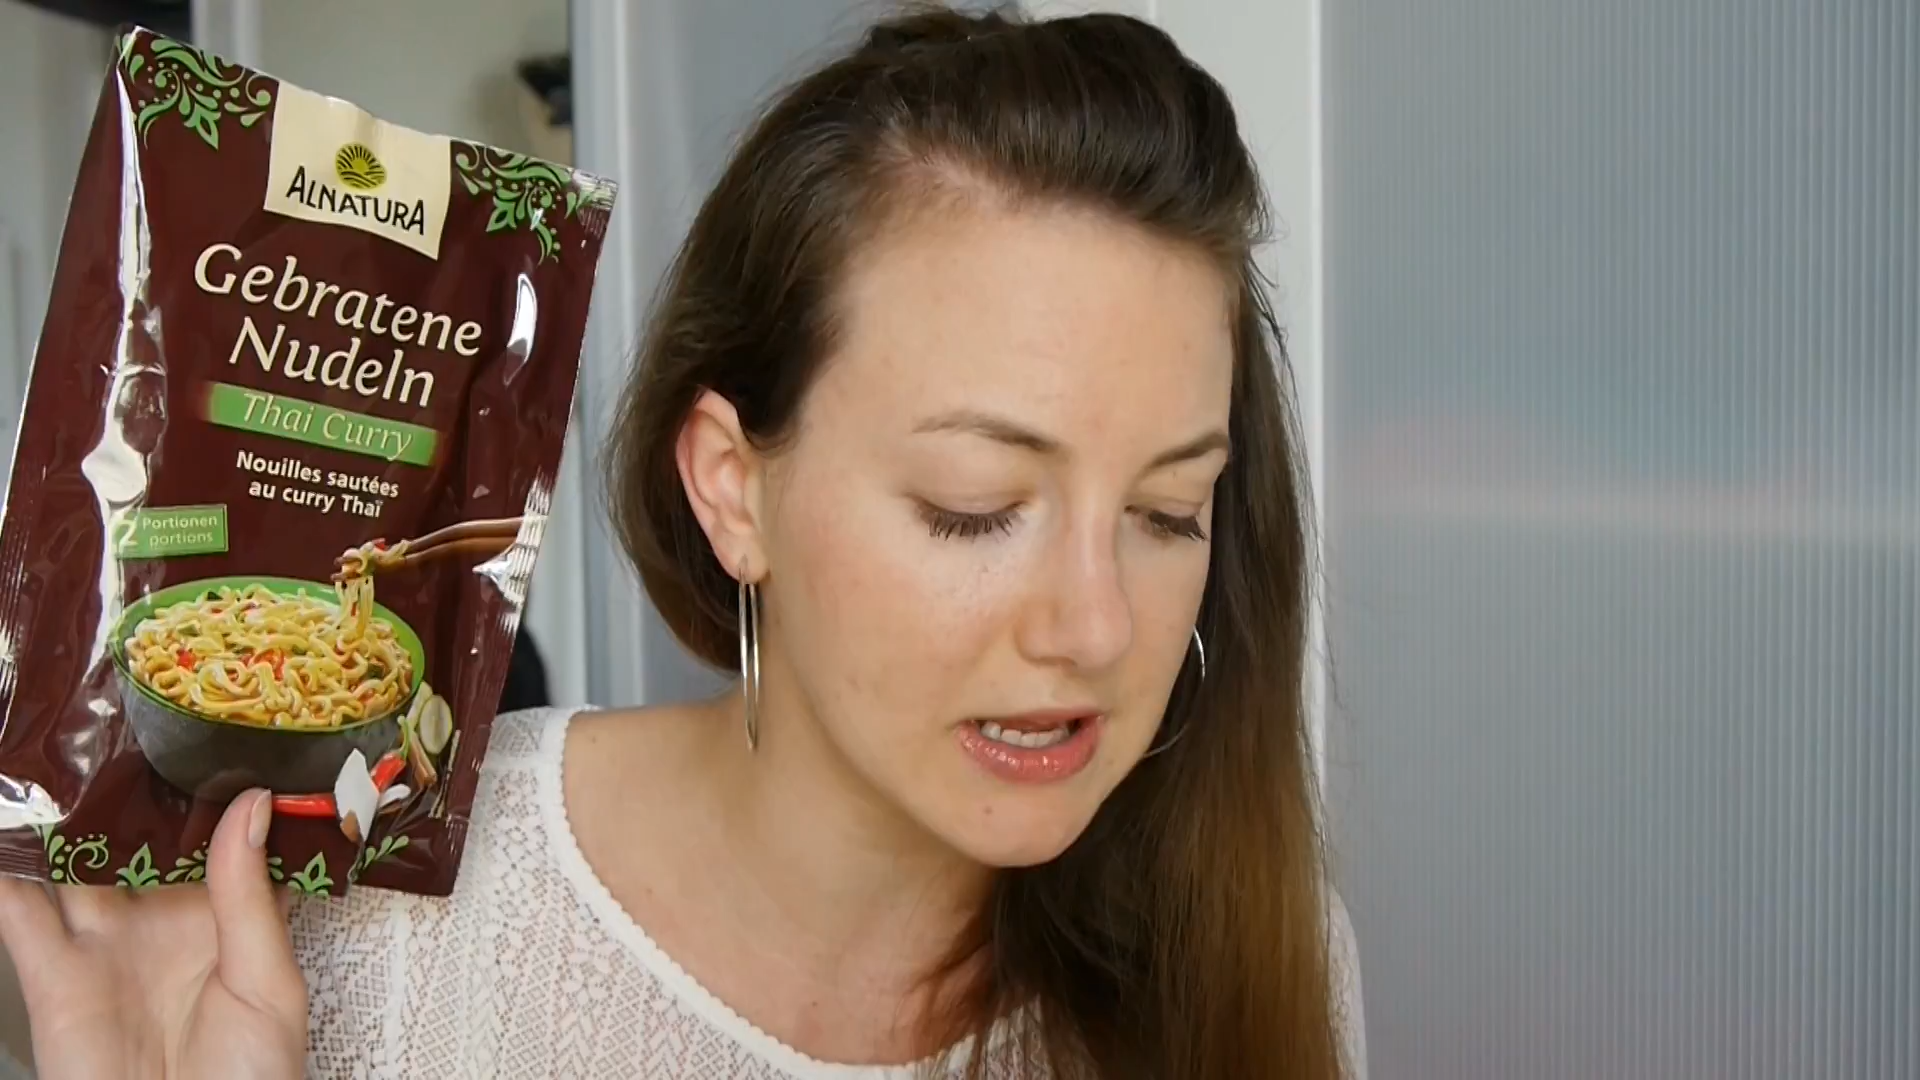 ALNATURA
Gebratene
Nudeln
Thai Curry
Nouilles sautées
au curry Thaï
2 Portionen
portions